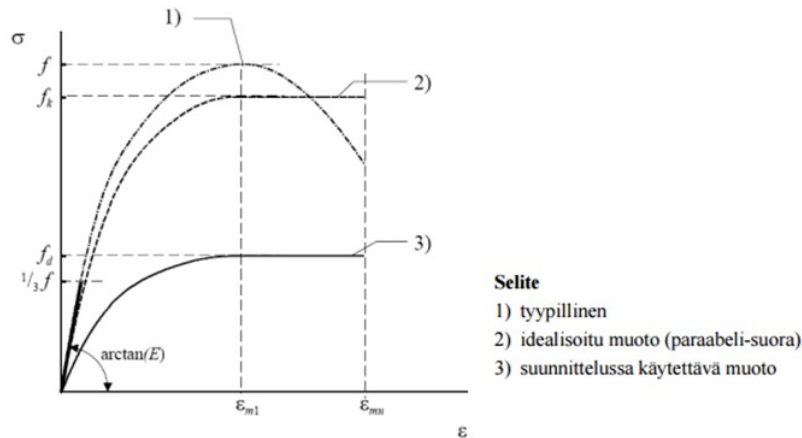 1)
σ
f
f_k
2)
f_d
3)
1/3 f
arctan(E)
ε_m1
ε_mu
ε
Selite
1) tyypillinen
2) idealisoitu muoto (paraabeli-suora)
3) suunnittelussa käytettävä muoto